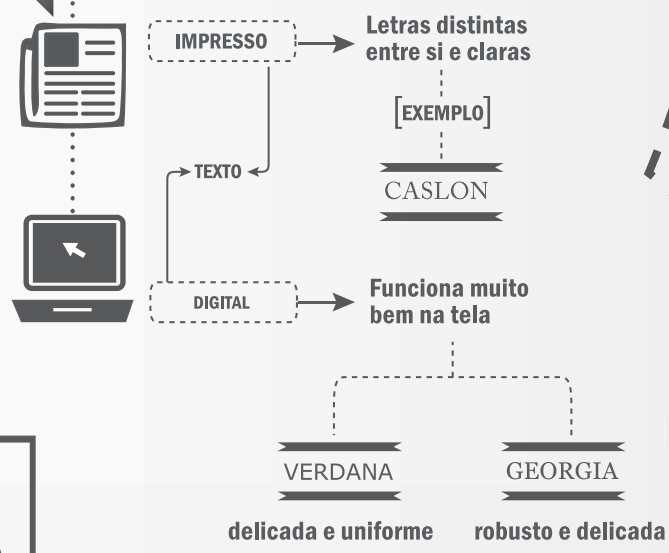 IMPRESSO
Letras distintas
entre si e claras
[EXEMPLO]
TEXTO
CASLON
DIGITAL
Funciona muito
bem na tela
VERDANA
GEORGIA
delicada e uniforme
robusto e delicada